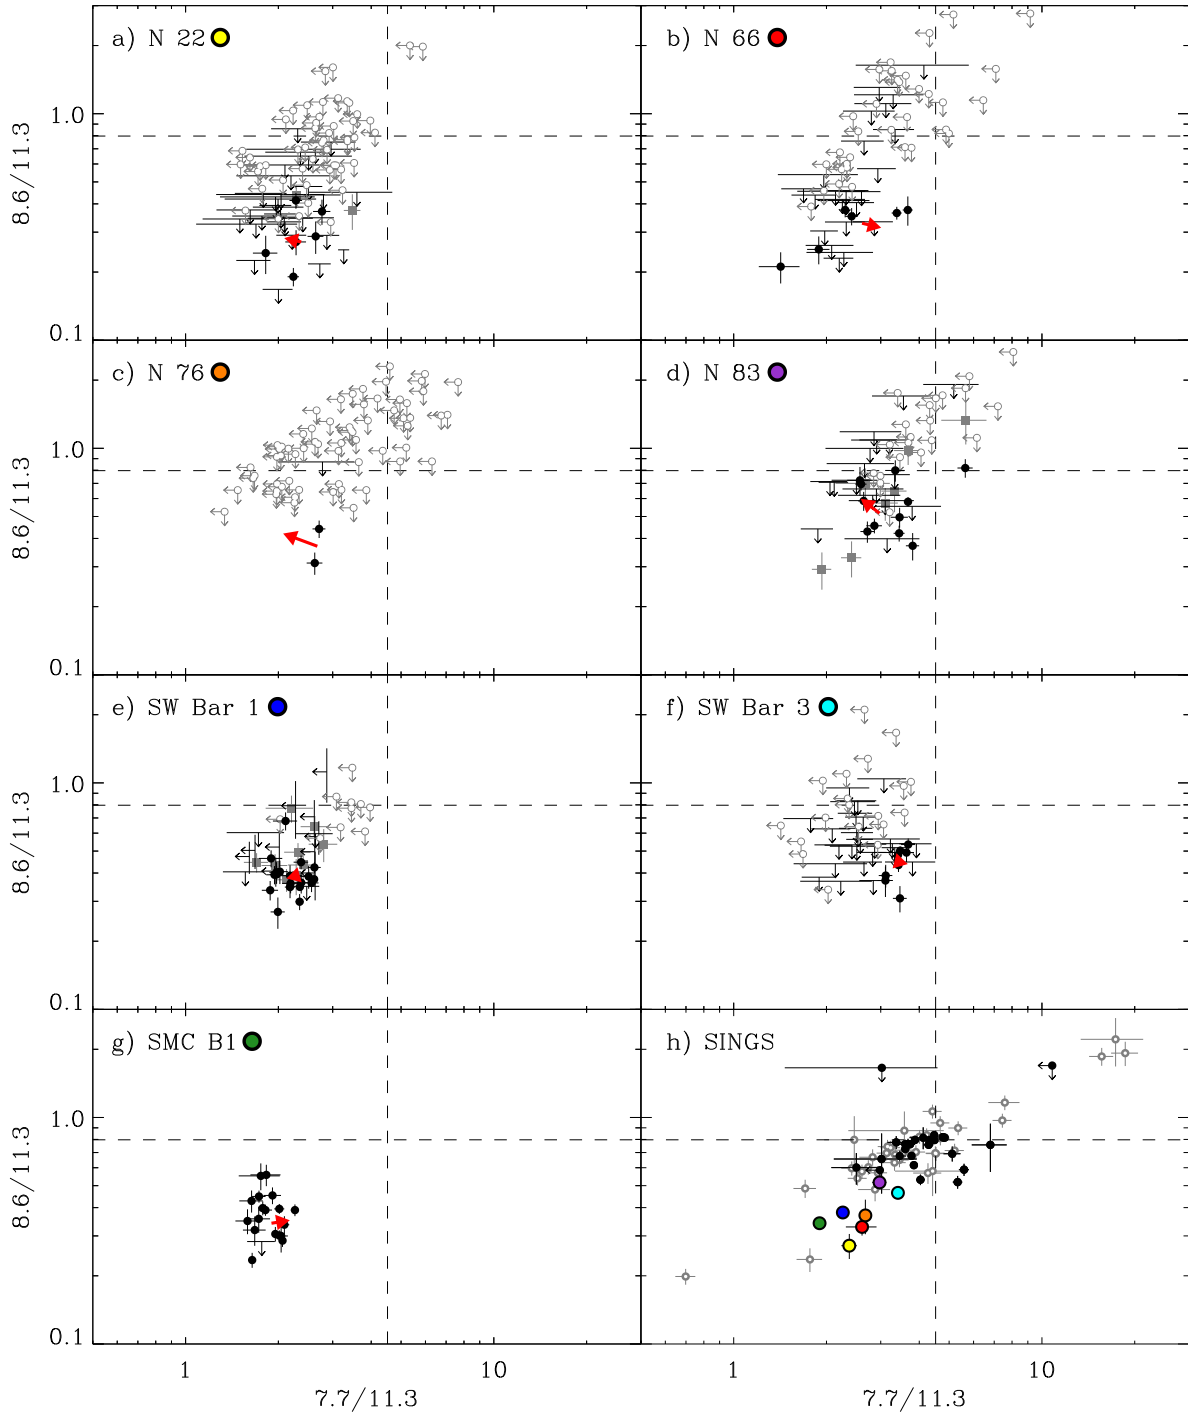 a) N 22
b) N 66
1.0
8.6/11.3
0.1
c) N 76
d) N 83
1.0
8.6/11.3
0.1
e) SW Bar 1
f) SW Bar 3
1.0
8.6/11.3
0.1
g) SMC B1
h) SINGS
1.0
8.6/11.3
0.1
1
10
1
10
7.7/11.3
7.7/11.3